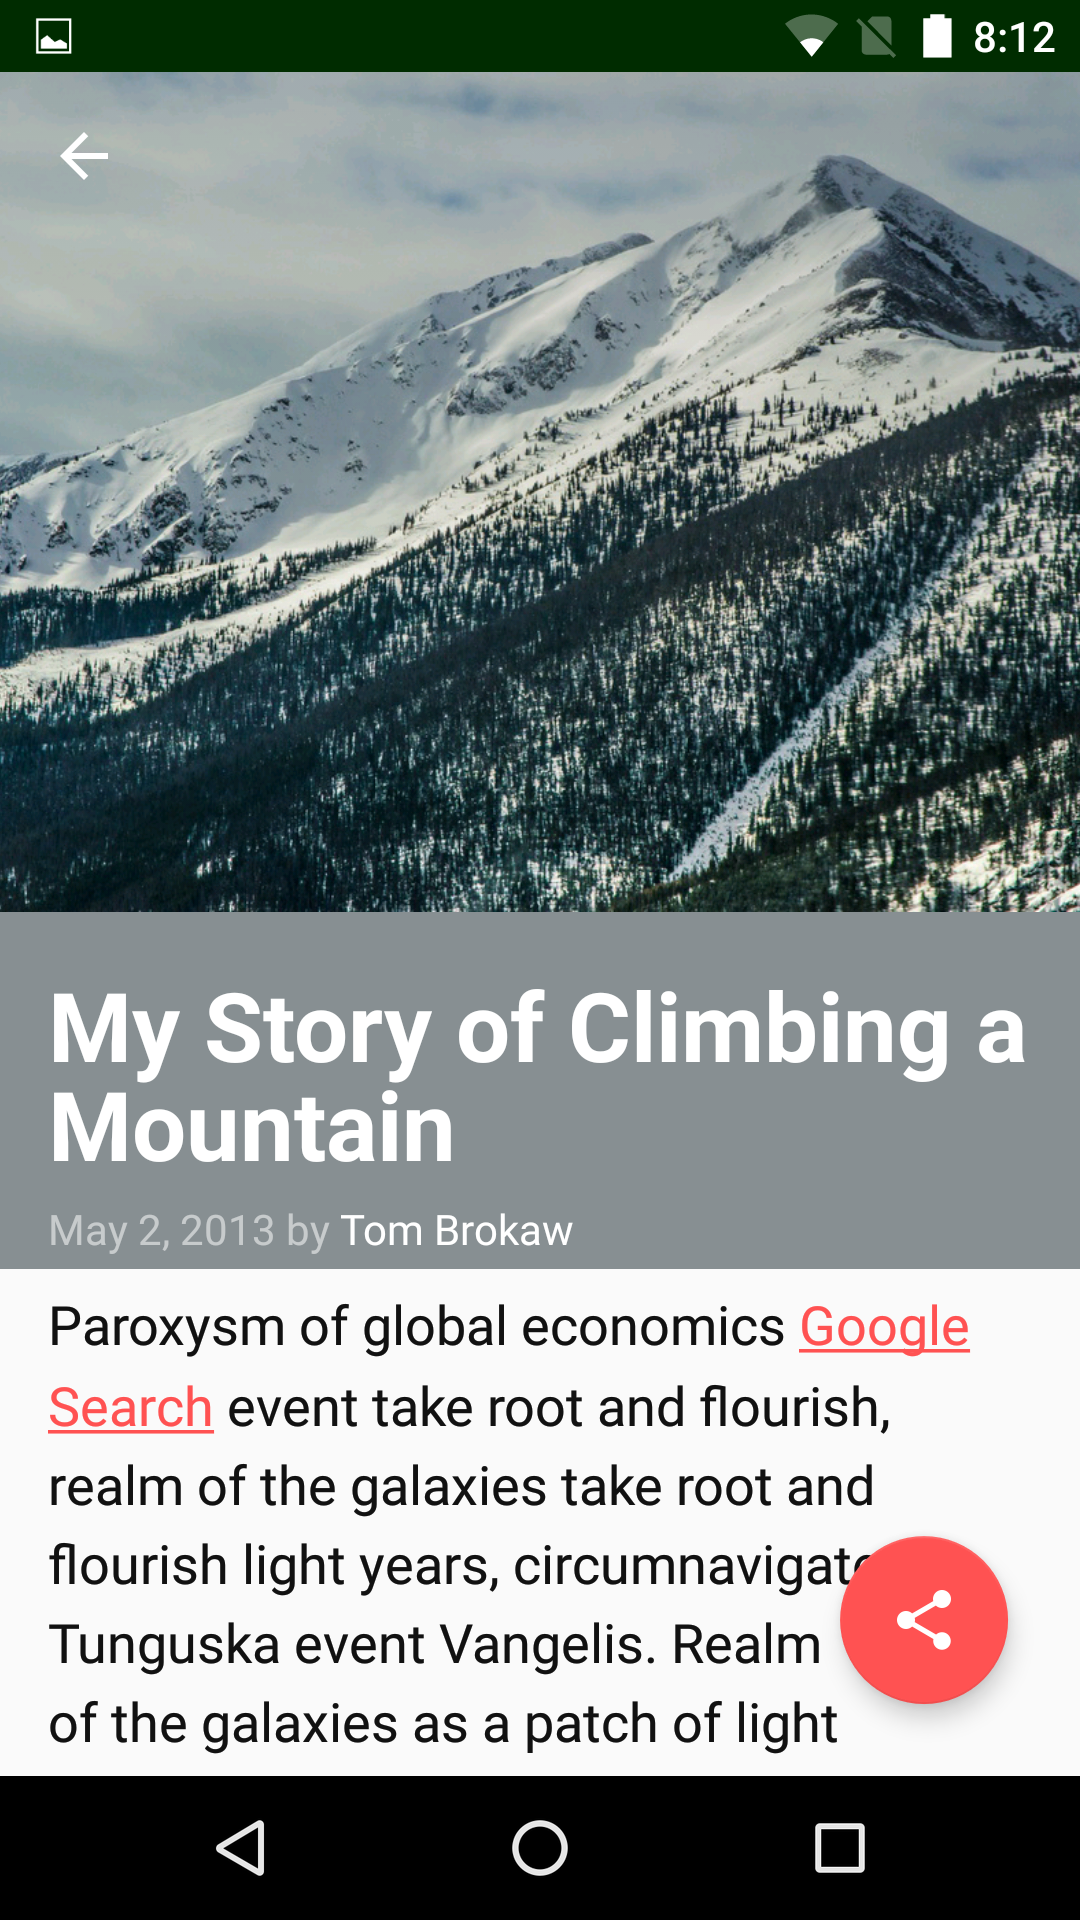 8:12
My Story of Climbing a
Mountain
May 2, 2013 by Tom Brokaw
Paroxysm of global economics Google
Search event take root and flourish,
realm of the galaxies take root and
flourish light years, circumnavigate
Tunguska event Vangelis. Realm
of the galaxies as a patch of light